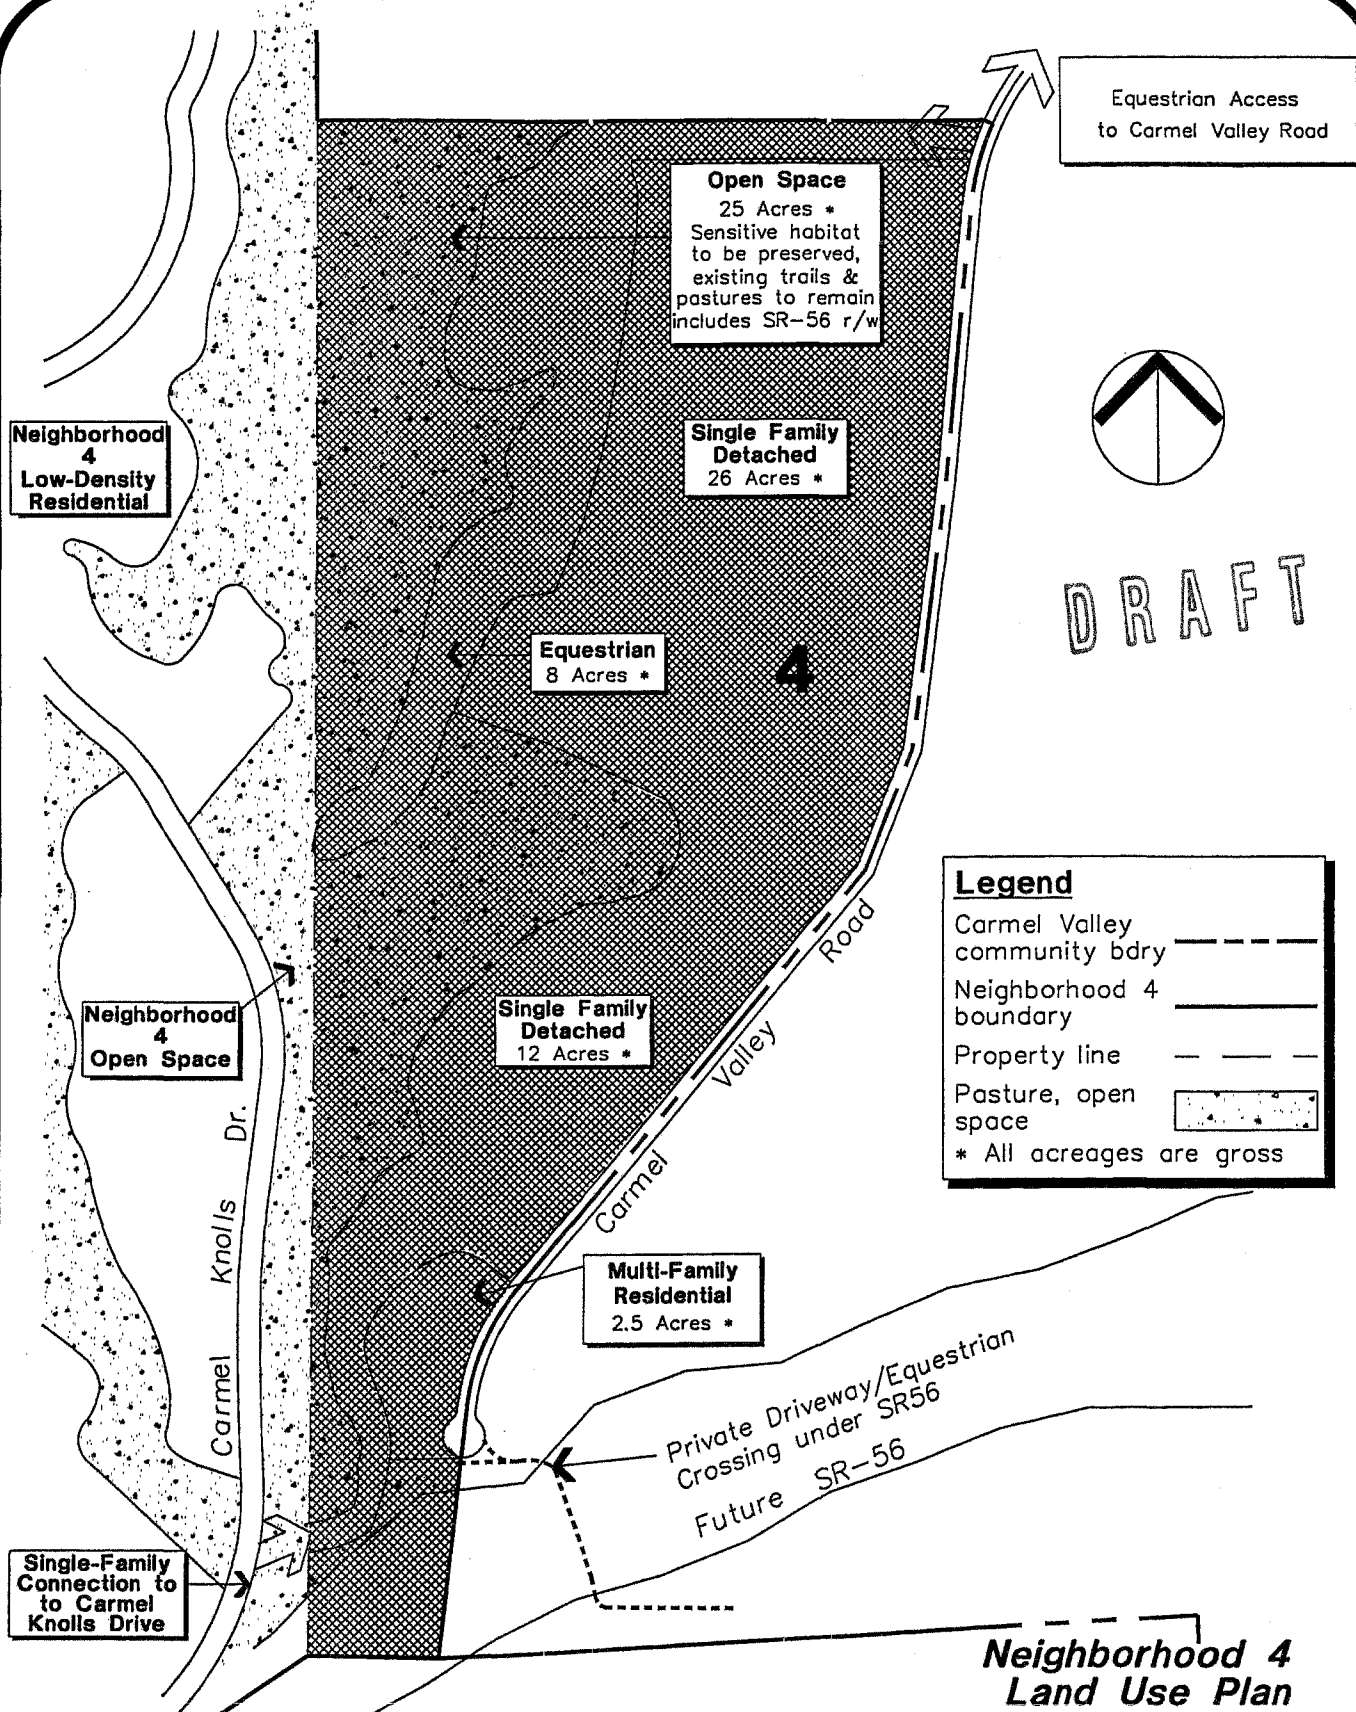 Equestrian Access
to Carmel Valley Road
Open Space
25 Acres *
Sensitive habitat
to be preserved,
existing trails &
pastures to remain
includes SR-56 r/w
Neighborhood
4
Low-Density
Residential
Single Family
Detached
26 Acres *
DRAFT
Equestrian
8 Acres *
4
Legend
Carmel Valley
community bdry
Neighborhood 4
boundary
Property line
Pasture, open
space
* All acreages are gross
Carmel Valley Road
Neighborhood
4
Open Space
Single Family
Detached
12 Acres *
Carmel Knolls Dr.
Multi-Family
Residential
2.5 Acres *
Private Driveway/Equestrian
Crossing under SR56
Future SR-56
Single-Family
Connection to
to Carmel
Knolls Drive
Neighborhood 4
Land Use Plan